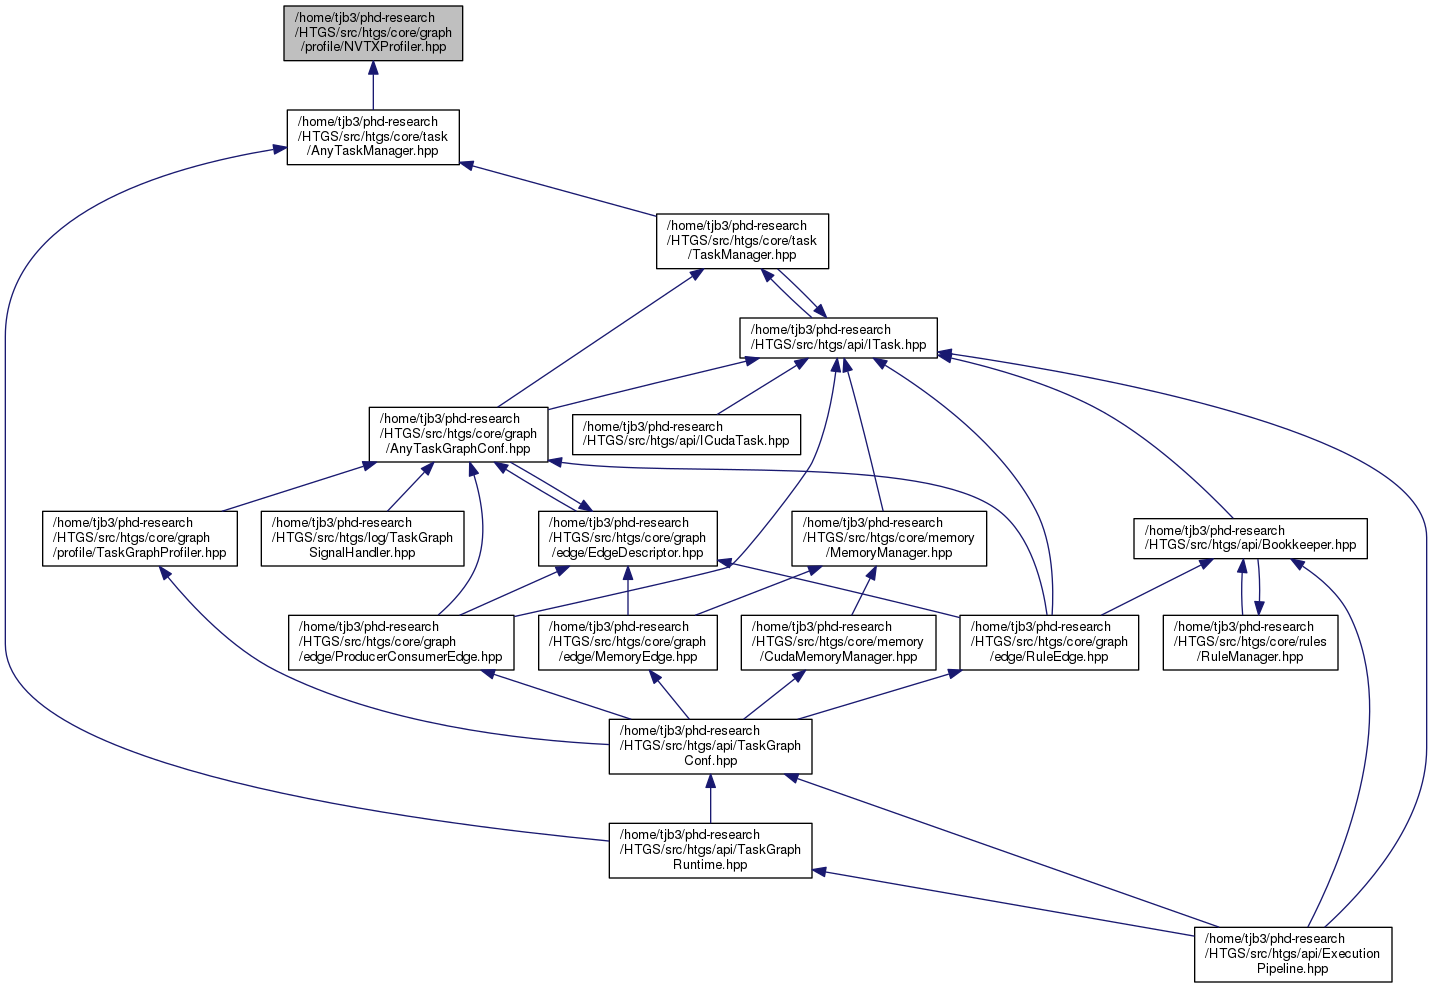 /home/tjb3/phd-research
/HTGS/src/htgs/core/graph
/profile/NVTXProfiler.hpp
/home/tjb3/phd-research
/HTGS/src/htgs/core/task
/AnyTaskManager.hpp
/home/tjb3/phd-research
/HTGS/src/htgs/core/task
/TaskManager.hpp
/home/tjb3/phd-research
/HTGS/src/htgs/api/ITask.hpp
/home/tjb3/phd-research
/HTGS/src/htgs/core/graph
/AnyTaskGraphConf.hpp
/home/tjb3/phd-research
/HTGS/src/htgs/api/ICudaTask.hpp
/home/tjb3/phd-research
/HTGS/src/htgs/core/graph
/profile/TaskGraphProfiler.hpp
/home/tjb3/phd-research
/HTGS/src/htgs/log/TaskGraph
SignalHandler.hpp
/home/tjb3/phd-research
/HTGS/src/htgs/core/graph
/edge/EdgeDescriptor.hpp
/home/tjb3/phd-research
/HTGS/src/htgs/core/memory
/MemoryManager.hpp
/home/tjb3/phd-research
/HTGS/src/htgs/api/Bookkeeper.hpp
/home/tjb3/phd-research
/HTGS/src/htgs/core/graph
/edge/ProducerConsumerEdge.hpp
/home/tjb3/phd-research
/HTGS/src/htgs/core/graph
/edge/MemoryEdge.hpp
/home/tjb3/phd-research
/HTGS/src/htgs/core/memory
/CudaMemoryManager.hpp
/home/tjb3/phd-research
/HTGS/src/htgs/core/graph
/edge/RuleEdge.hpp
/home/tjb3/phd-research
/HTGS/src/htgs/core/rules
/RuleManager.hpp
/home/tjb3/phd-research
/HTGS/src/htgs/api/TaskGraph
Conf.hpp
/home/tjb3/phd-research
/HTGS/src/htgs/api/TaskGraph
Runtime.hpp
/home/tjb3/phd-research
/HTGS/src/htgs/api/Execution
Pipeline.hpp